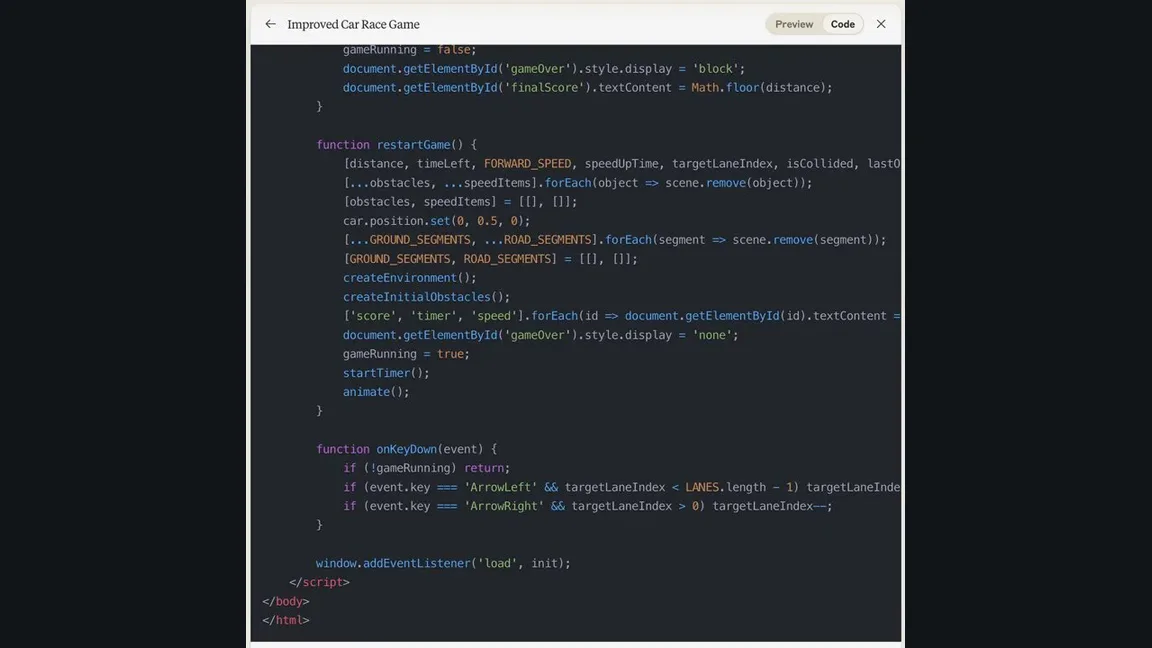 Improved Car Race Game
Preview Code
gameRunning = false;
document.getElementById('gameOver').style.display = 'block';
document.getElementById('finalScore').textContent = Math.floor(distance);
}
function restartGame() {
[distance, timeLeft, FORWARD_SPEED, speedUpTime, targetLaneIndex, isCollided, lastO
[...obstacles, ...speedItems].forEach(object => scene.remove(object));
[obstacles, speedItems] = [[], []];
car.position.set(0, 0.5, 0);
[...GROUND_SEGMENTS, ...ROAD_SEGMENTS].forEach(segment => scene.remove(segment));
[GROUND_SEGMENTS, ROAD_SEGMENTS] = [[], []];
createEnvironment();
createInitialObstacles();
['score', 'timer', 'speed'].forEach(id => document.getElementById(id).textContent =
document.getElementById('gameOver').style.display = 'none';
gameRunning = true;
startTimer();
animate();
}
function onKeyDown(event) {
if (!gameRunning) return;
if (event.key === 'ArrowLeft' && targetLaneIndex < LANES.length - 1) targetLaneInde
if (event.key === 'ArrowRight' && targetLaneIndex > 0) targetLaneIndex--;
}
window.addEventListener('load', init);
</script>
</body>
</html>